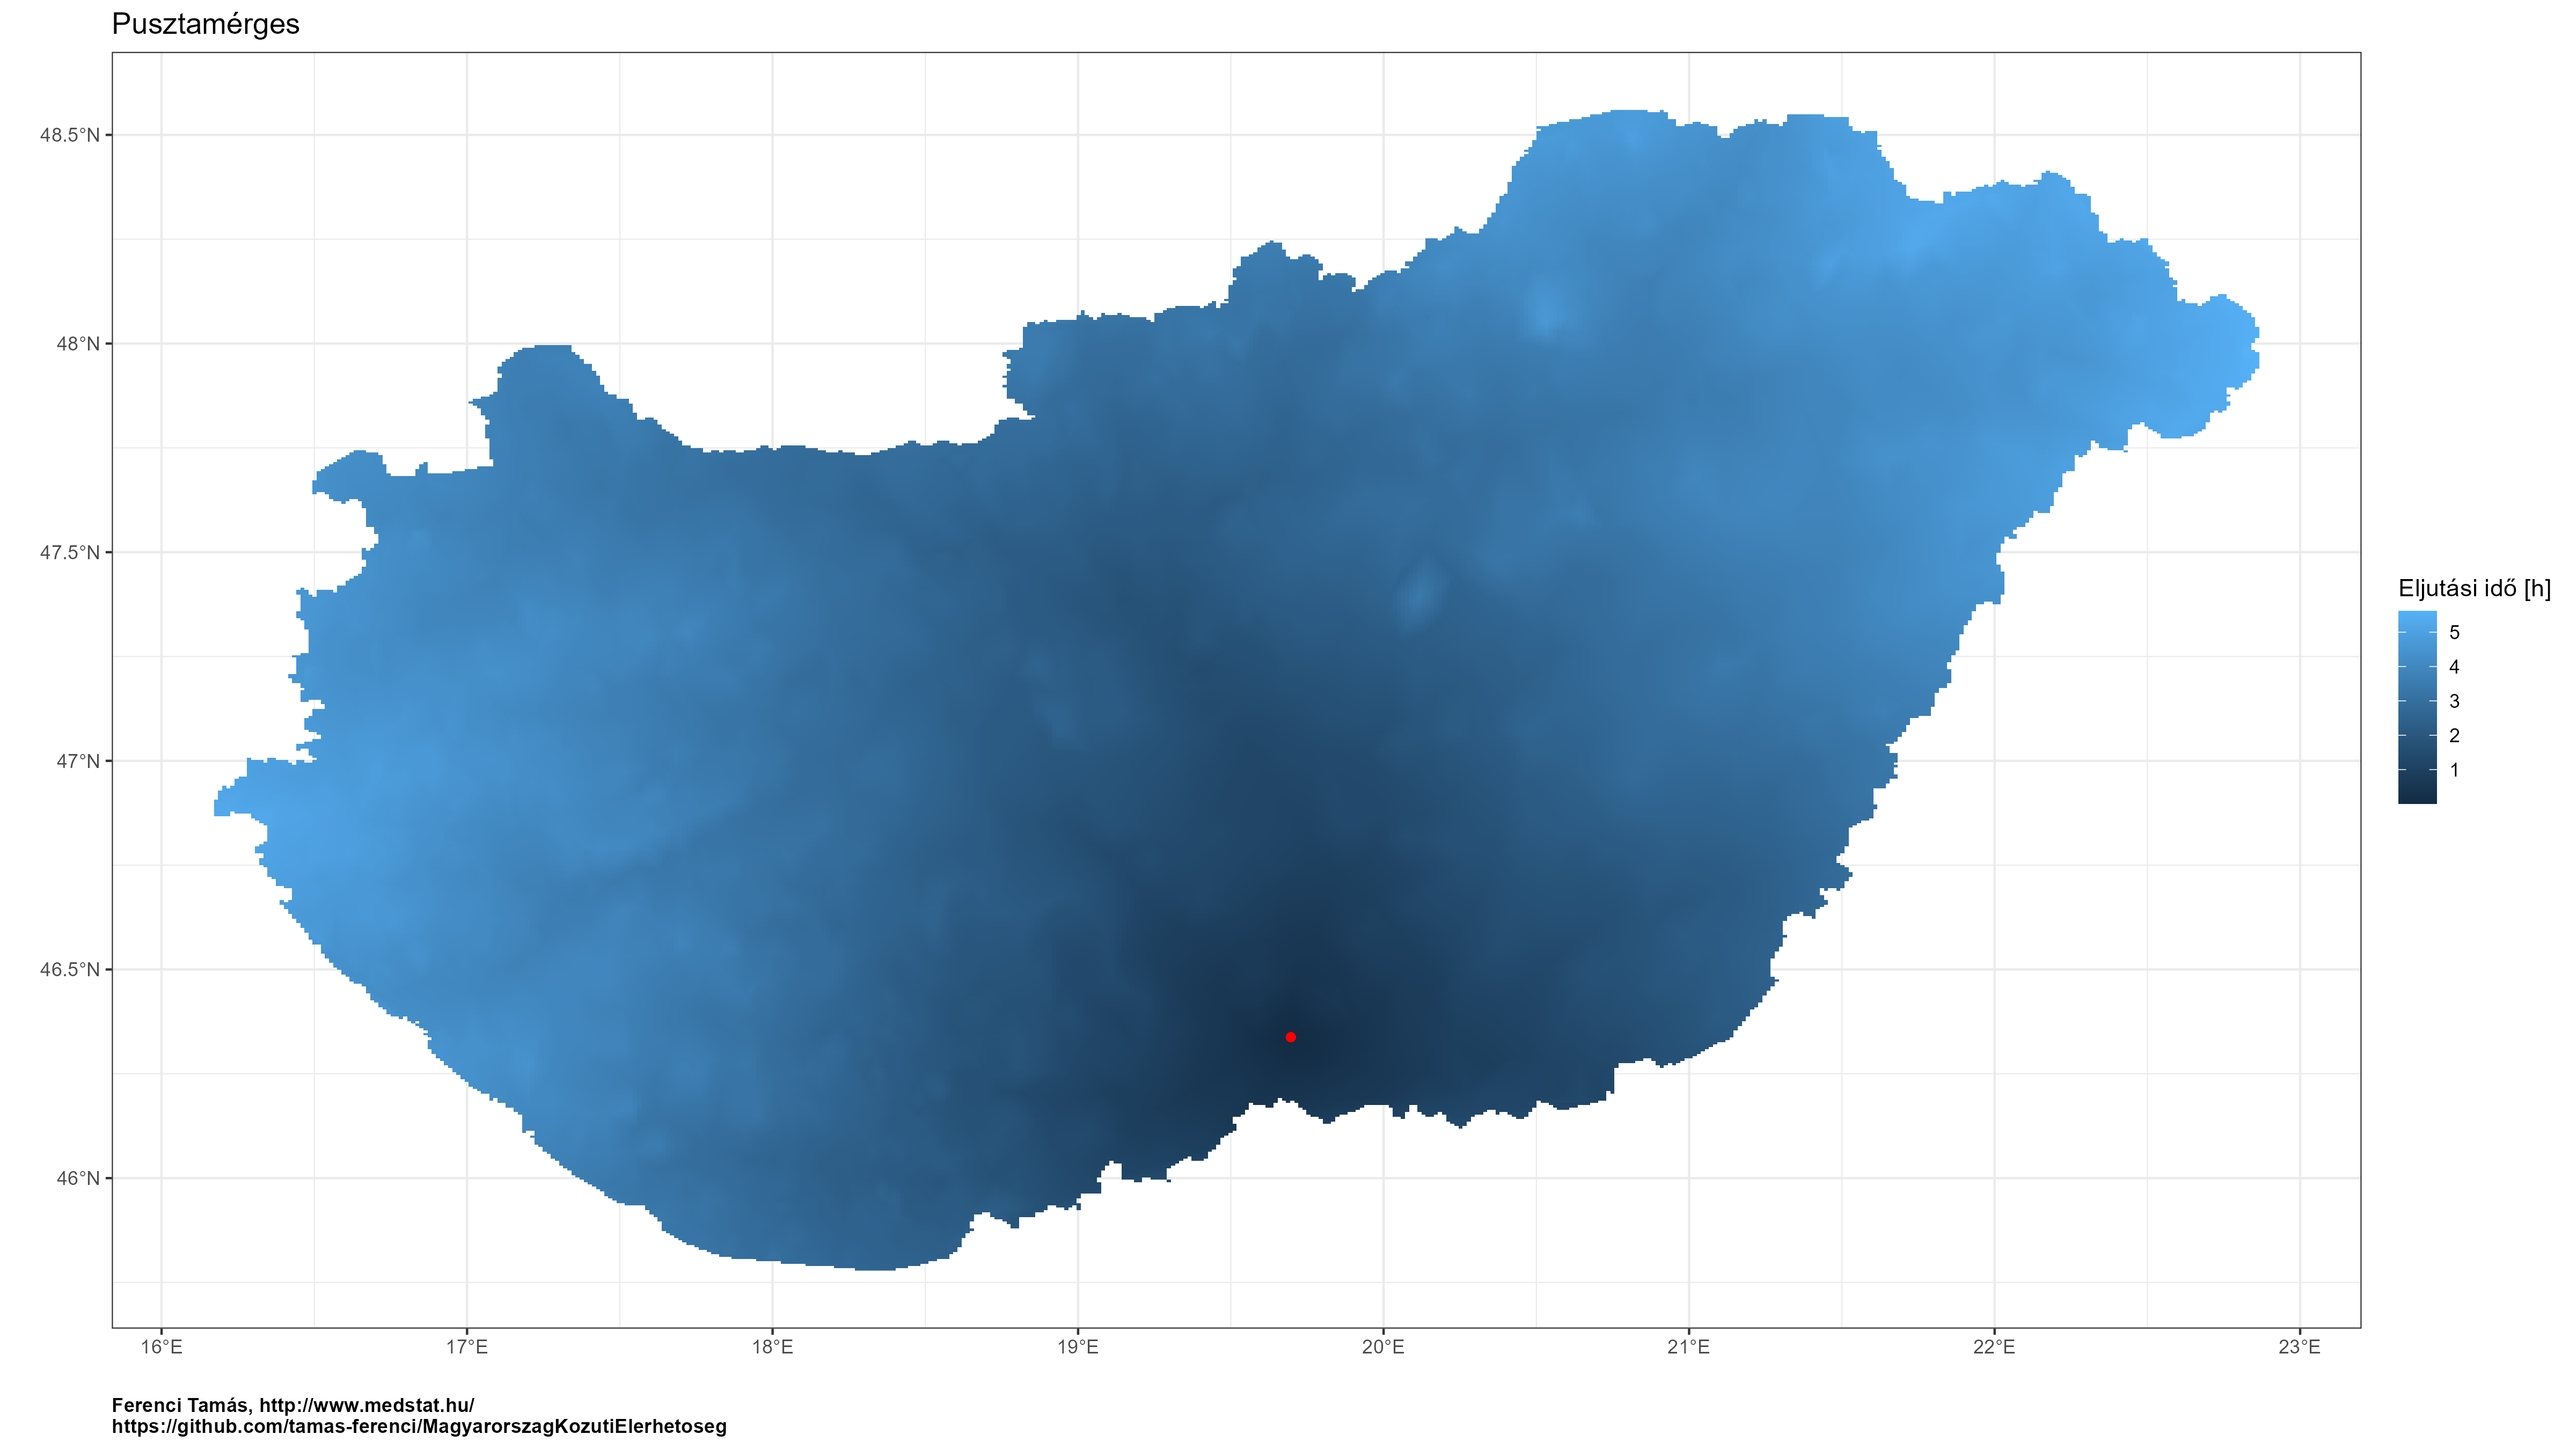 Pusztamérges
48.5°N
48°N
47.5°N
47°N
46.5°N
46°N
16°E 17°E 18°E 19°E 20°E 21°E 22°E 23°E
Eljutási idő [h]
5
4
3
2
1
Ferenci Tamás, http://www.medstat.hu/
https://github.com/tamas-ferenci/MagyarorszagKozutiElerhetoseg